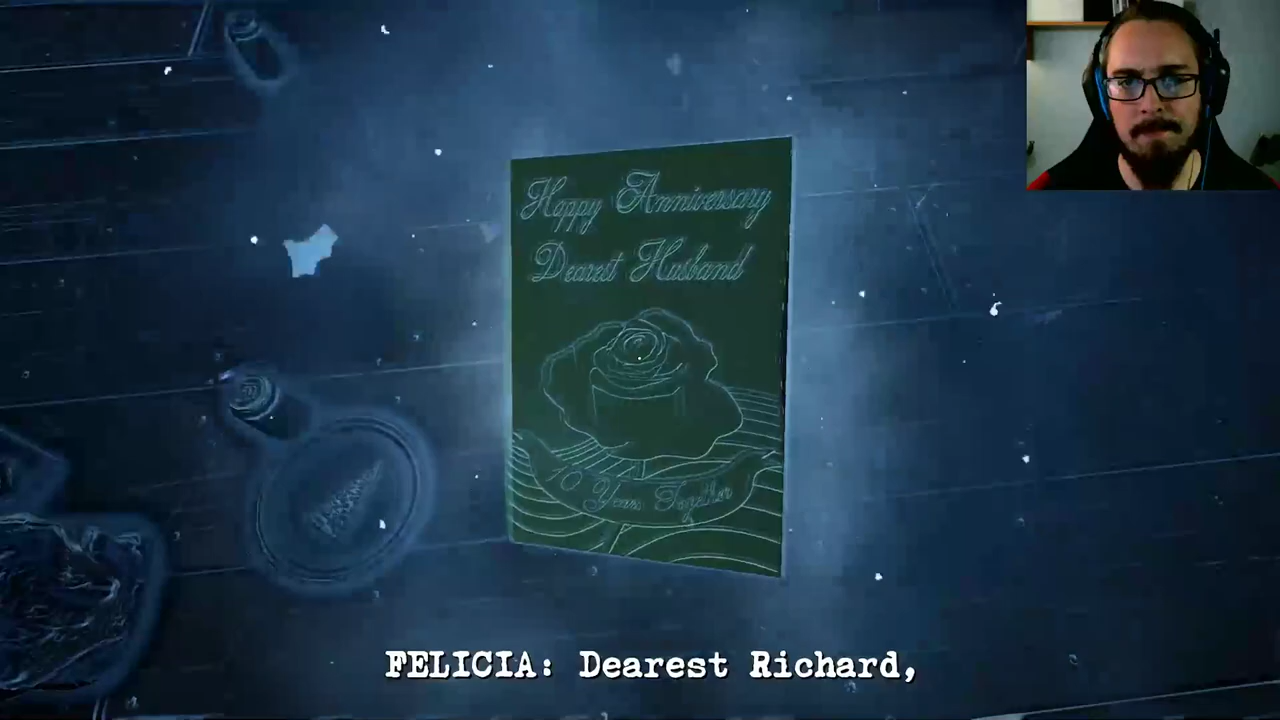 Happy Anniversary
Dearest Husband
10 Years Together
FELICIA: Dearest Richard,